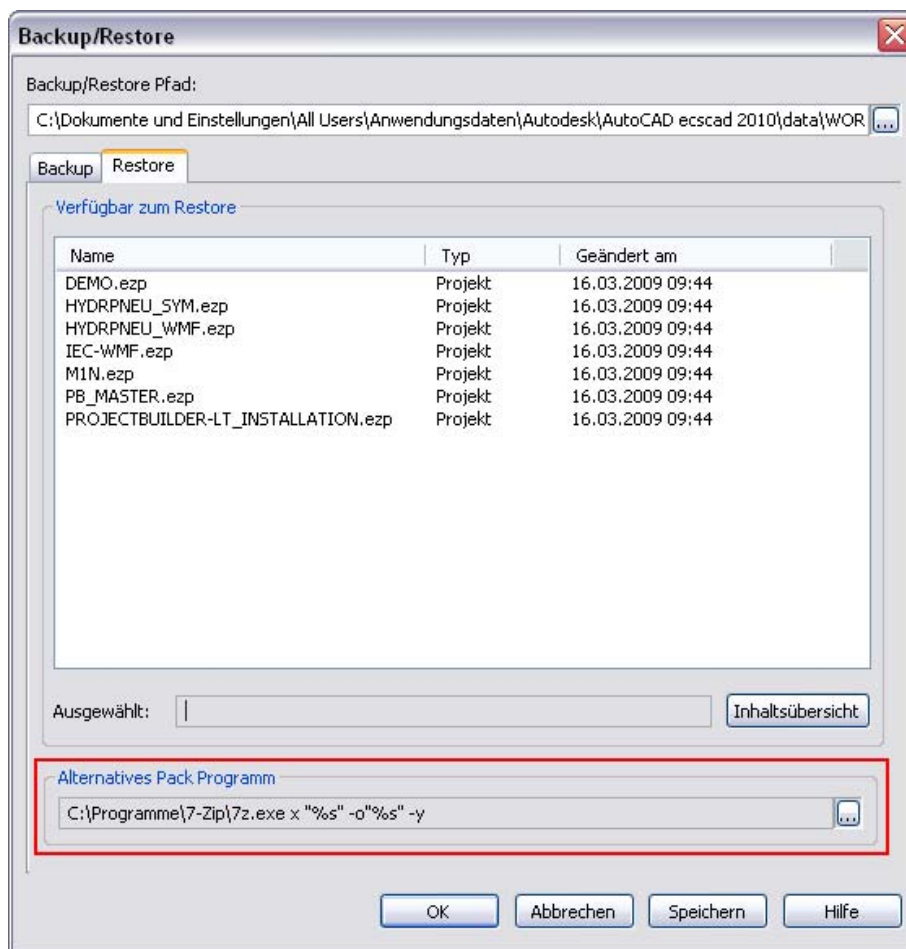 Backup/Restore
Backup/Restore Pfad:
C:\Dokumente und Einstellungen\All Users\Anwendungsdaten\Autodesk\AutoCAD ecscad 2010\data\WOR ...
Backup Restore
Verfügbar zum Restore
Name Typ Geändert am
DEMO.ezp Projekt 16.03.2009 09:44
HYDRPNEU_SYM.ezp Projekt 16.03.2009 09:44
HYDRPNEU_WMF.ezp Projekt 16.03.2009 09:44
IEC-WMF.ezp Projekt 16.03.2009 09:44
M1N.ezp Projekt 16.03.2009 09:44
PB_MASTER.ezp Projekt 16.03.2009 09:44
PROJECTBUILDER-LT_INSTALLATION.ezp Projekt 16.03.2009 09:44
Ausgewählt: Inhaltsübersicht
Alternatives Pack Programm
C:\Programme\7-Zip\7z.exe x "%s" -o"%s" -y ...
OK Abbrechen Speichern Hilfe